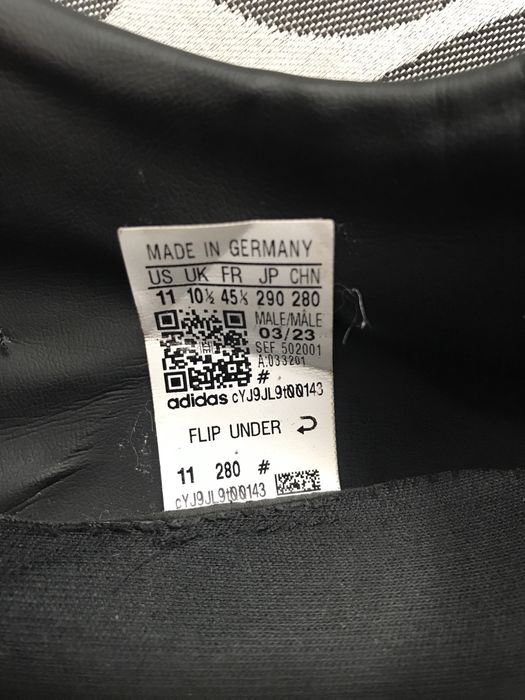 MADE IN GERMANY
US UK FR JP CHN
11 10½ 45⅓ 290 280
MALE/MÂLE
03/23
SEF 502001
A:033201
#
adidas cYJ9JL9t00143
FLIP UNDER
11 280 #
cYJ9JL9t00143